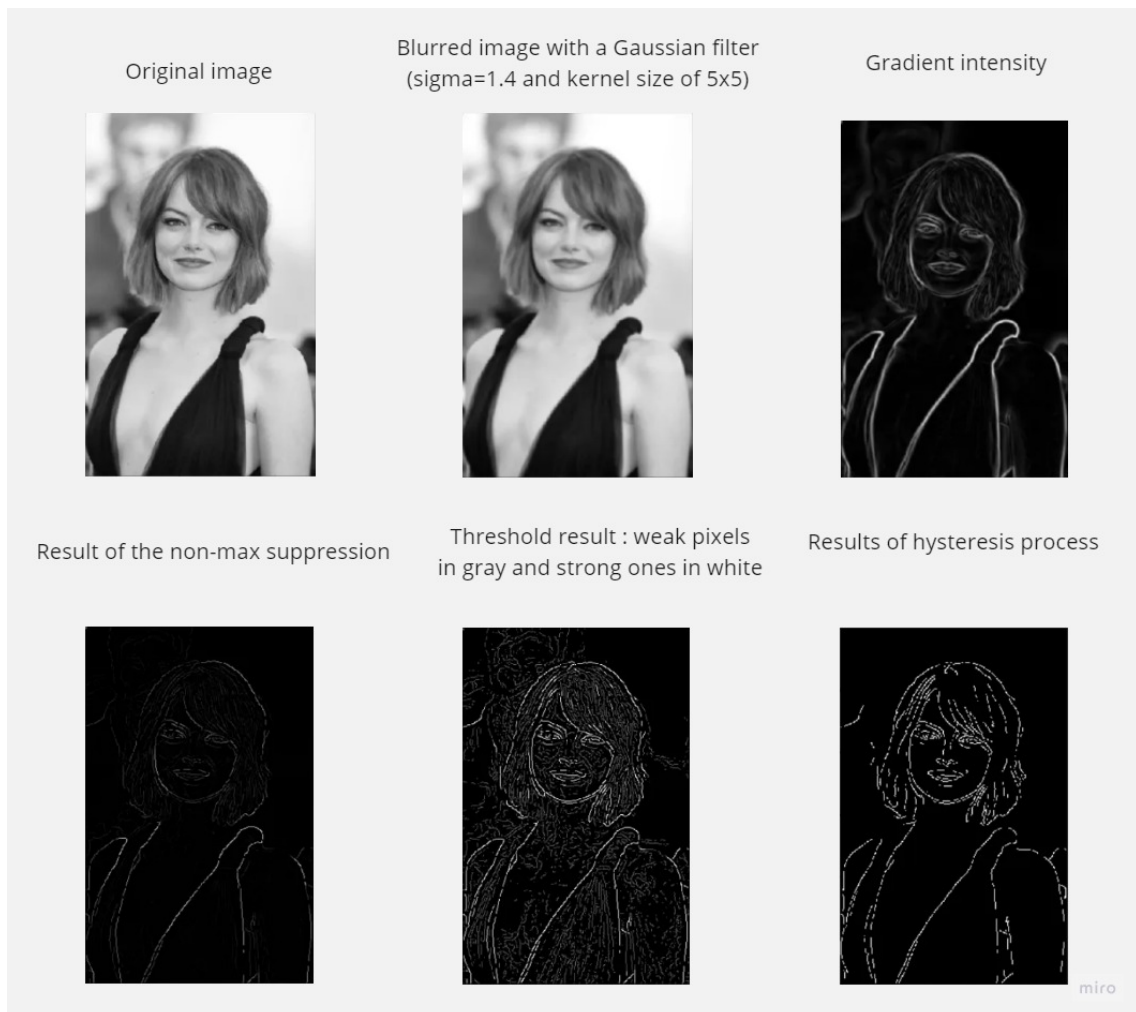 Original image
Blurred image with a Gaussian filter
(sigma=1.4 and kernel size of 5x5)
Gradient intensity
Result of the non-max suppression
Threshold result : weak pixels
in gray and strong ones in white
Results of hysteresis process
miro